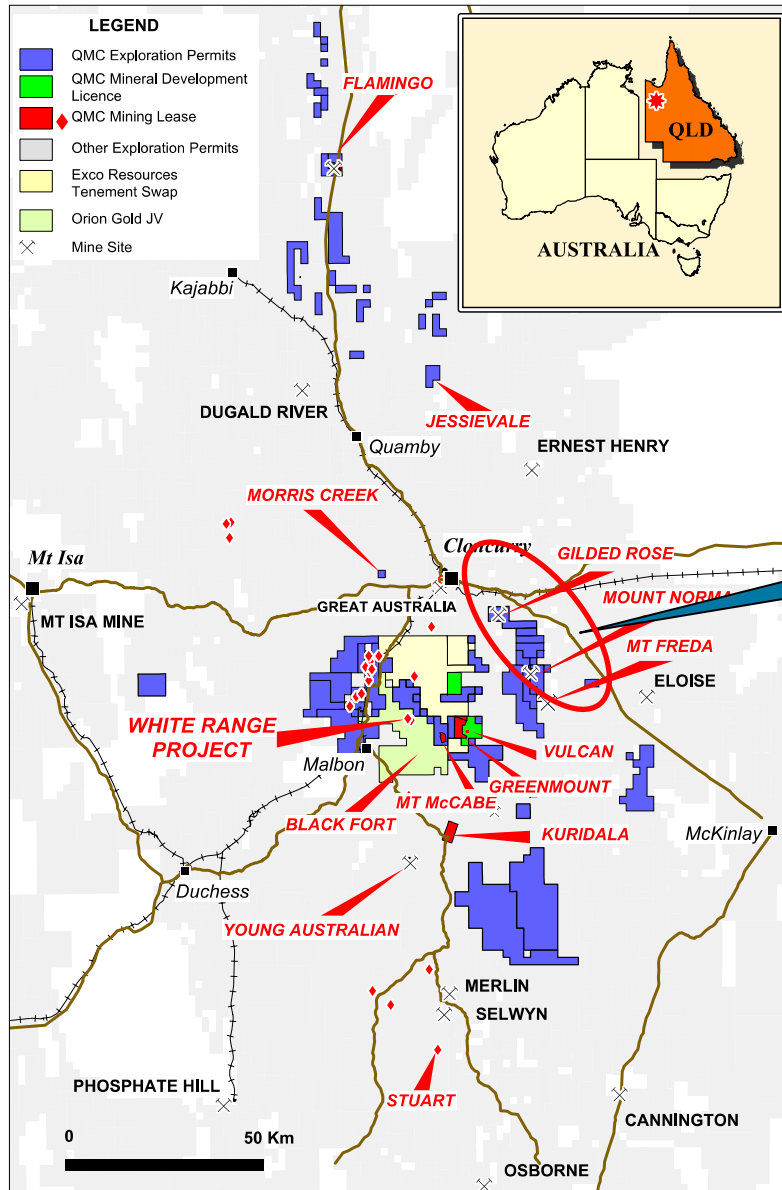 LEGEND
QMC Exploration Permits
QMC Mineral Development
Licence
QMC Mining Lease
Other Exploration Permits
Exco Resources
Tenement Swap
Orion Gold JV
Mine Site
QLD
AUSTRALIA
FLAMINGO
Kajabbi
DUGALD RIVER
JESSIEVALE
Quamby
ERNEST HENRY
MORRIS CREEK
Mt Isa
Cloncurry
GILDED ROSE
MT ISA MINE
GREAT AUSTRALIA
MOUNT NORMA
MT FREDA
ELOISE
WHITE RANGE
PROJECT
Malbon
VULCAN
GREENMOUNT
MT McCABE
BLACK FORT
KURIDALA
McKinlay
Duchess
YOUNG AUSTRALIAN
MERLIN
SELWYN
PHOSPHATE HILL
STUART
CANNINGTON
0 50 Km
OSBORNE